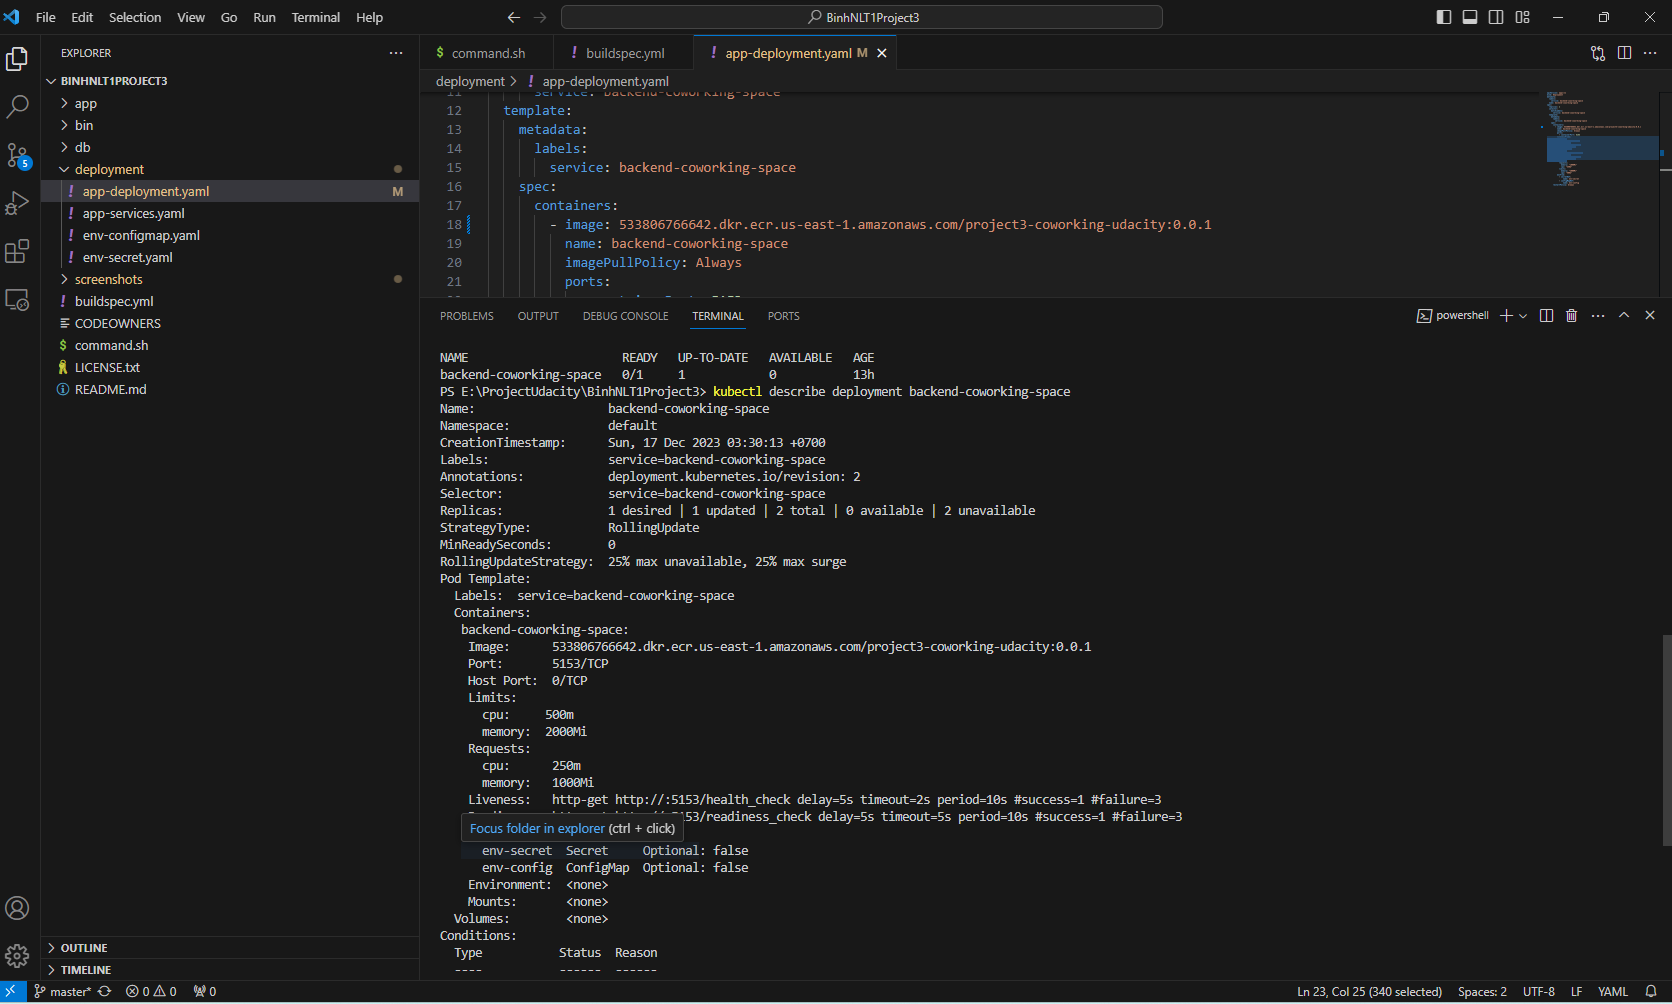 File Edit Selection View Go Run Terminal Help
BinhNLT1Project3
EXPLORER
BINHNLT1PROJECT3
app
bin
db
deployment
app-deployment.yaml M
app-services.yaml
env-configmap.yaml
env-secret.yaml
screenshots
buildspec.yml
CODEOWNERS
$ command.sh
LICENSE.txt
README.md
OUTLINE
TIMELINE
5
$ command.sh
! buildspec.yml
! app-deployment.yaml M
deployment > ! app-deployment.yaml
11 service: backend-coworking-space
12 template:
13 metadata:
14 labels:
15 service: backend-coworking-space
16 spec:
17 containers:
18 - image: 533806766642.dkr.ecr.us-east-1.amazonaws.com/project3-coworking-udacity:0.0.1
19 name: backend-coworking-space
20 imagePullPolicy: Always
21 ports:
PROBLEMS OUTPUT DEBUG CONSOLE TERMINAL PORTS
powershell
NAME READY UP-TO-DATE AVAILABLE AGE
backend-coworking-space 0/1 1 0 13h
PS E:\ProjectUdacity\BinhNLT1Project3> kubectl describe deployment backend-coworking-space
Name: backend-coworking-space
Namespace: default
CreationTimestamp: Sun, 17 Dec 2023 03:30:13 +0700
Labels: service=backend-coworking-space
Annotations: deployment.kubernetes.io/revision: 2
Selector: service=backend-coworking-space
Replicas: 1 desired | 1 updated | 2 total | 0 available | 2 unavailable
StrategyType: RollingUpdate
MinReadySeconds: 0
RollingUpdateStrategy: 25% max unavailable, 25% max surge
Pod Template:
Labels: service=backend-coworking-space
Containers:
backend-coworking-space:
Image: 533806766642.dkr.ecr.us-east-1.amazonaws.com/project3-coworking-udacity:0.0.1
Port: 5153/TCP
Host Port: 0/TCP
Limits:
cpu: 500m
memory: 2000Mi
Requests:
cpu: 250m
memory: 1000Mi
Liveness: http-get http://:5153/health_check delay=5s timeout=2s period=10s #success=1 #failure=3
5153/readiness_check delay=5s timeout=5s period=10s #success=1 #failure=3
Focus folder in explorer (ctrl + click)
env-secret Secret Optional: false
env-config ConfigMap Optional: false
Environment: <none>
Mounts: <none>
Volumes: <none>
Conditions:
Type Status Reason
---- ------ ------
master* 0 0 0
Ln 23, Col 25 (340 selected) Spaces: 2 UTF-8 LF YAML